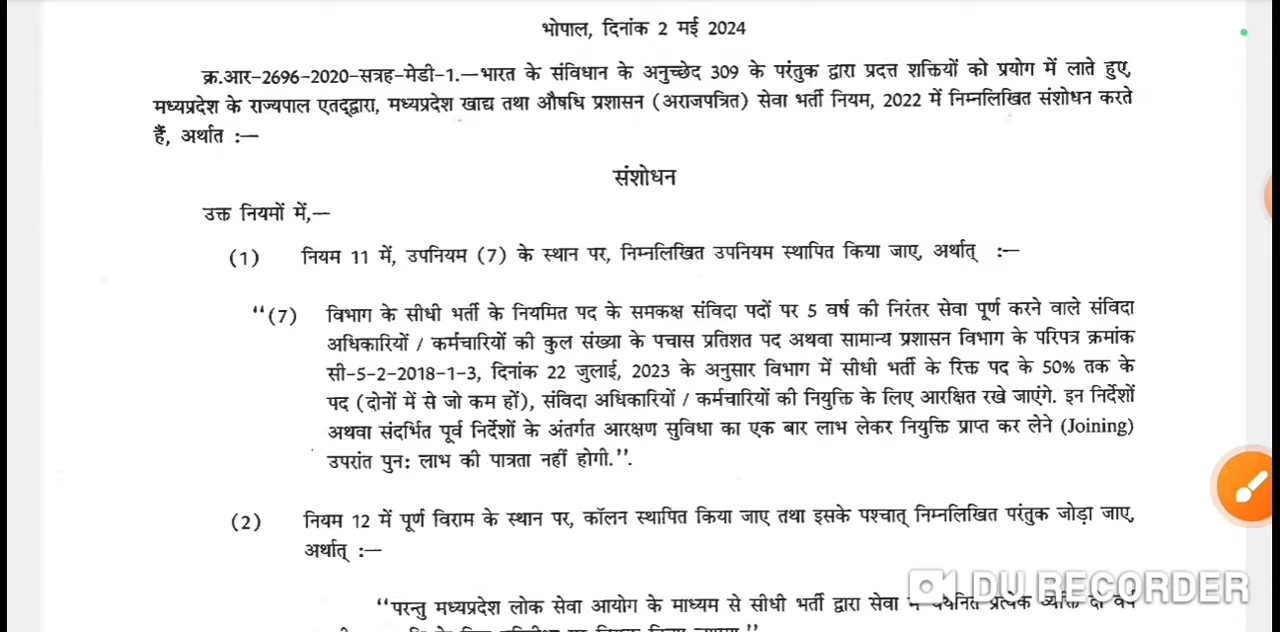 भोपाल, दिनांक 2 मई 2024
क्र.आर-2696-2020-सत्रह-मेडी-1.—भारत के संविधान के अनुच्छेद 309 के परंतुक द्वारा प्रदत्त शक्तियों को प्रयोग में लाते हुए,
मध्यप्रदेश के राज्यपाल एतद्द्वारा, मध्यप्रदेश खाद्य तथा औषधि प्रशासन (अराजपत्रित) सेवा भर्ती नियम, 2022 में निम्नलिखित संशोधन करते
हैं, अर्थात :—
संशोधन
उक्त नियमों में,—
(1) नियम 11 में, उपनियम (7) के स्थान पर, निम्नलिखित उपनियम स्थापित किया जाए, अर्थात् :—
“(7) विभाग के सीधी भर्ती के नियमित पद के समकक्ष संविदा पदों पर 5 वर्ष की निरंतर सेवा पूर्ण करने वाले संविदा
अधिकारियों / कर्मचारियों की कुल संख्या के पचास प्रतिशत पद अथवा सामान्य प्रशासन विभाग के परिपत्र क्रमांक
सी-5-2-2018-1-3, दिनांक 22 जुलाई, 2023 के अनुसार विभाग में सीधी भर्ती के रिक्त पद के 50% तक के
पद (दोनों में से जो कम हों), संविदा अधिकारियों / कर्मचारियों की नियुक्ति के लिए आरक्षित रखे जाएंगे. इन निर्देशों
अथवा संदर्भित पूर्व निर्देशों के अंतर्गत आरक्षण सुविधा का एक बार लाभ लेकर नियुक्ति प्राप्त कर लेने (Joining)
उपरांत पुन: लाभ की पात्रता नहीं होगी.”.
(2) नियम 12 में पूर्ण विराम के स्थान पर, कॉलन स्थापित किया जाए तथा इसके पश्चात् निम्नलिखित परंतुक जोड़ा जाए,
अर्थात् :—
“परन्तु मध्यप्रदेश लोक सेवा आयोग के माध्यम से सीधी भर्ती द्वारा सेवा प्रत्येक व्यक्ति दो वर्ष
DU RECORDER